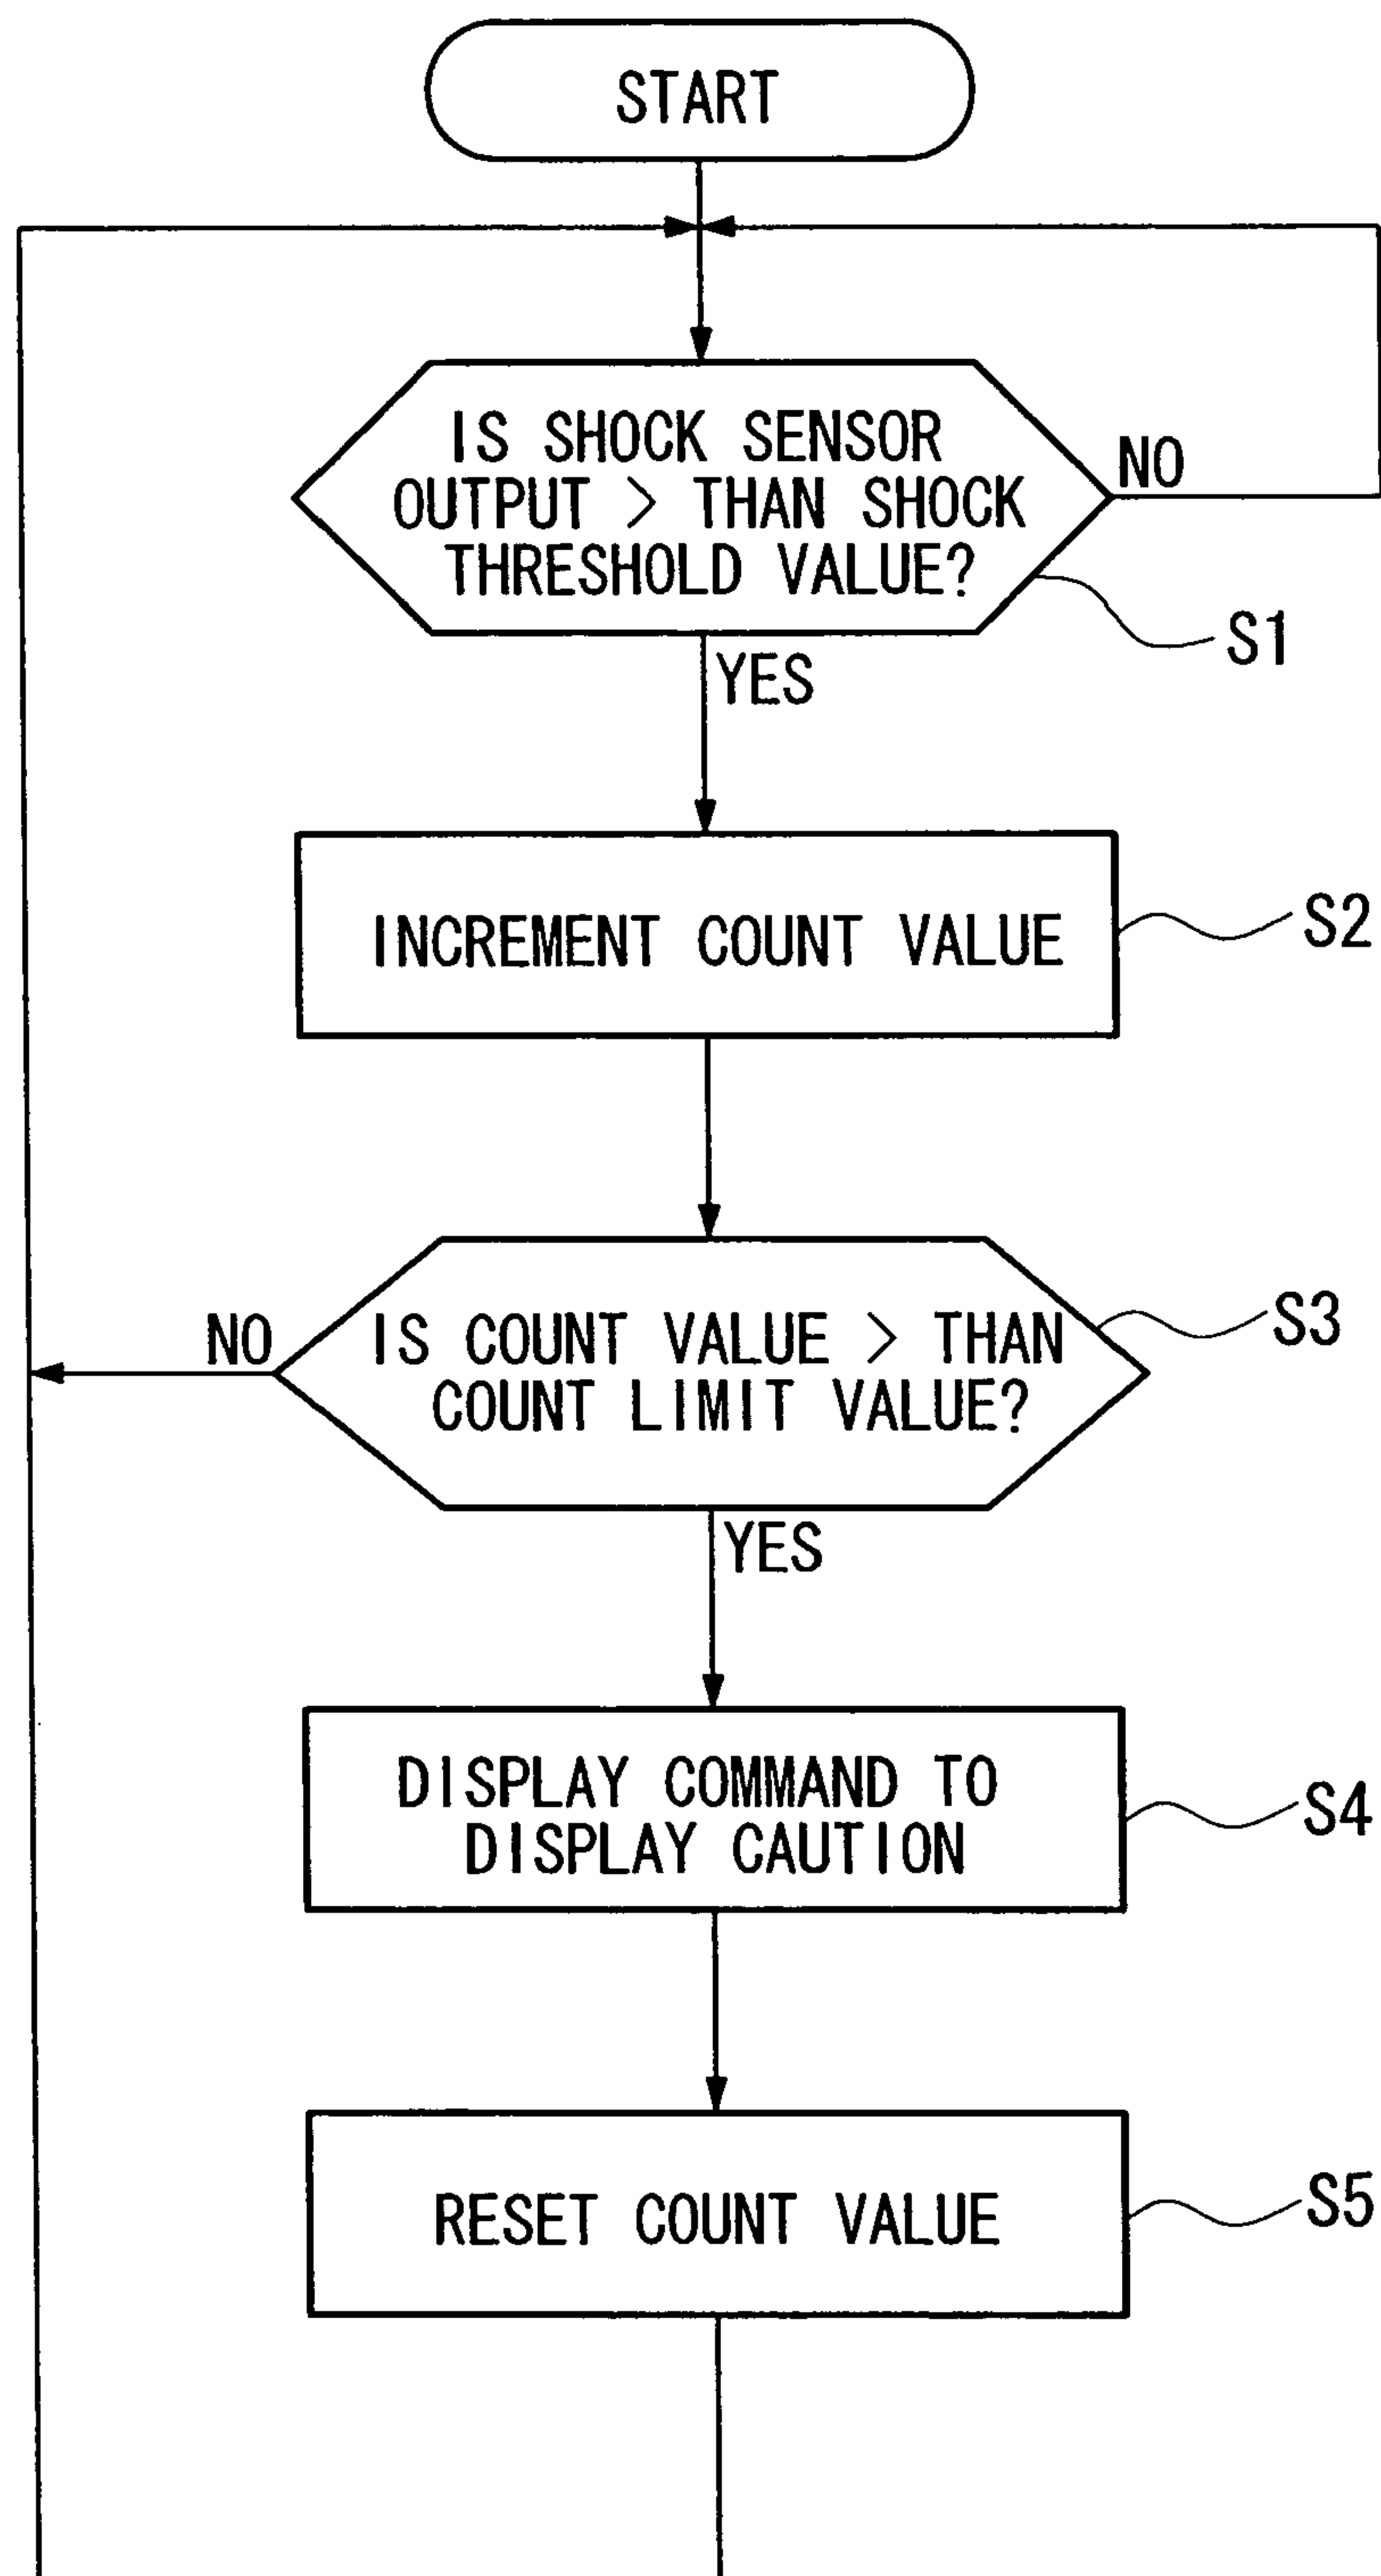 START
IS SHOCK SENSOR
OUTPUT > THAN SHOCK
THRESHOLD VALUE?
NO
S1
YES
INCREMENT COUNT VALUE
S2
IS COUNT VALUE > THAN
COUNT LIMIT VALUE?
NO
S3
YES
DISPLAY COMMAND TO
DISPLAY CAUTION
S4
RESET COUNT VALUE
S5